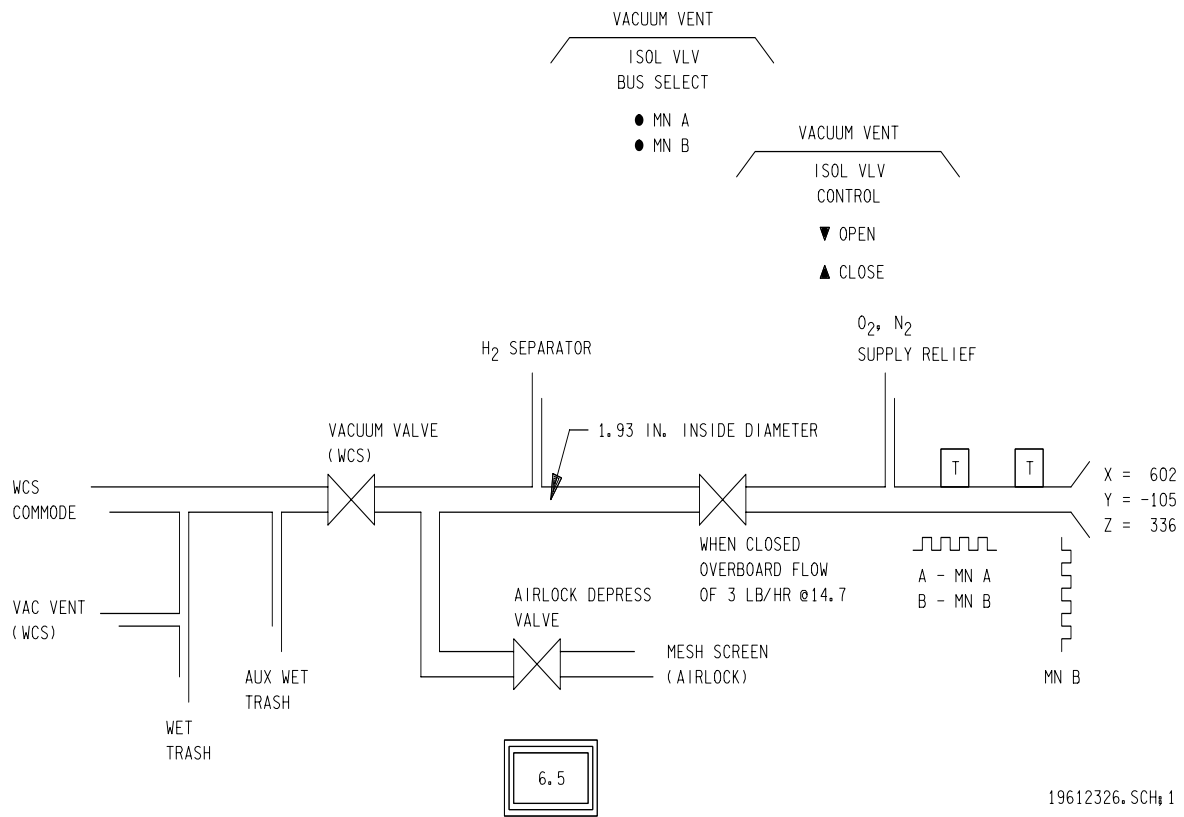 VACUUM VENT
ISOL VLV
BUS SELECT
● MN A
● MN B
VACUUM VENT
ISOL VLV
CONTROL
▼ OPEN
▲ CLOSE
O2, N2
SUPPLY RELIEF
H2 SEPARATOR
VACUUM VALVE
(WCS)
1.93 IN. INSIDE DIAMETER
T
T
WCS
COMMODE
X = 602
Y = -105
Z = 336
WHEN CLOSED
OVERBOARD FLOW
OF 3 LB/HR @14.7
A - MN A
B - MN B
AIRLOCK DEPRESS
VALVE
VAC VENT
(WCS)
MESH SCREEN
(AIRLOCK)
MN B
AUX WET
TRASH
WET
TRASH
6.5
19612326.SCH; 1